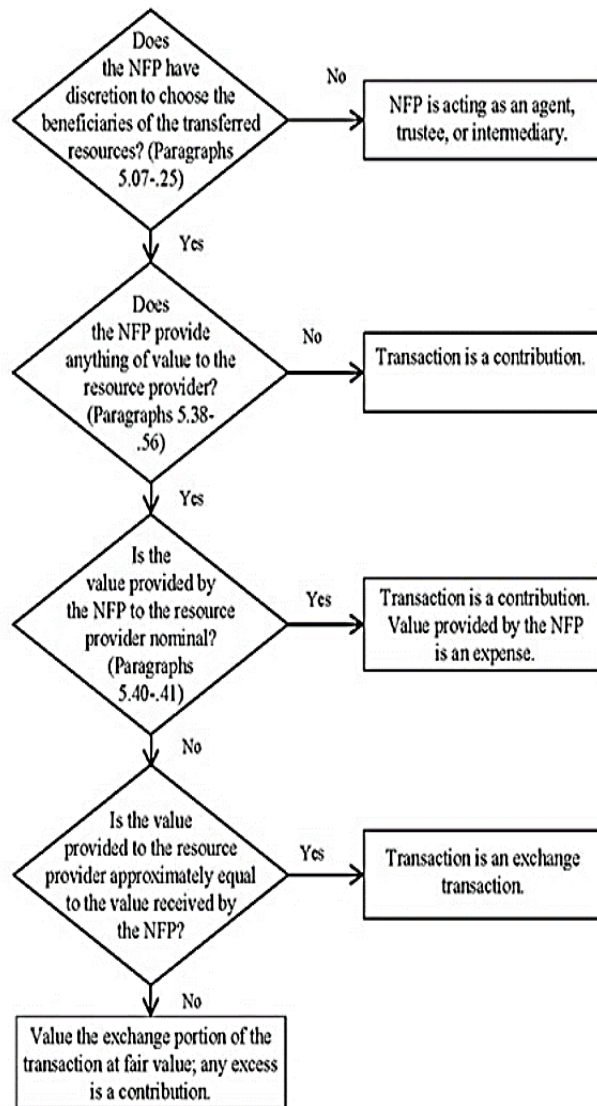 Does
the NFP have
discretion to choose the
beneficiaries of the transferred
resources? (Paragraphs
5.07-.25)
No
NFP is acting as an agent,
trustee, or intermediary.
Yes
Does
the NFP provide
anything of value to the
resource provider?
(Paragraphs 5.38-
.56)
No
Transaction is a contribution.
Yes
Is the
value provided by
the NFP to the resource
provider nominal?
(Paragraphs
5.40-.41)
Yes
Transaction is a contribution.
Value provided by the NFP
is an expense.
No
Is the value
provided to the resource
provider approximately equal
to the value received by
the NFP?
Yes
Transaction is an exchange
transaction.
No
Value the exchange portion of the
transaction at fair value; any excess
is a contribution.